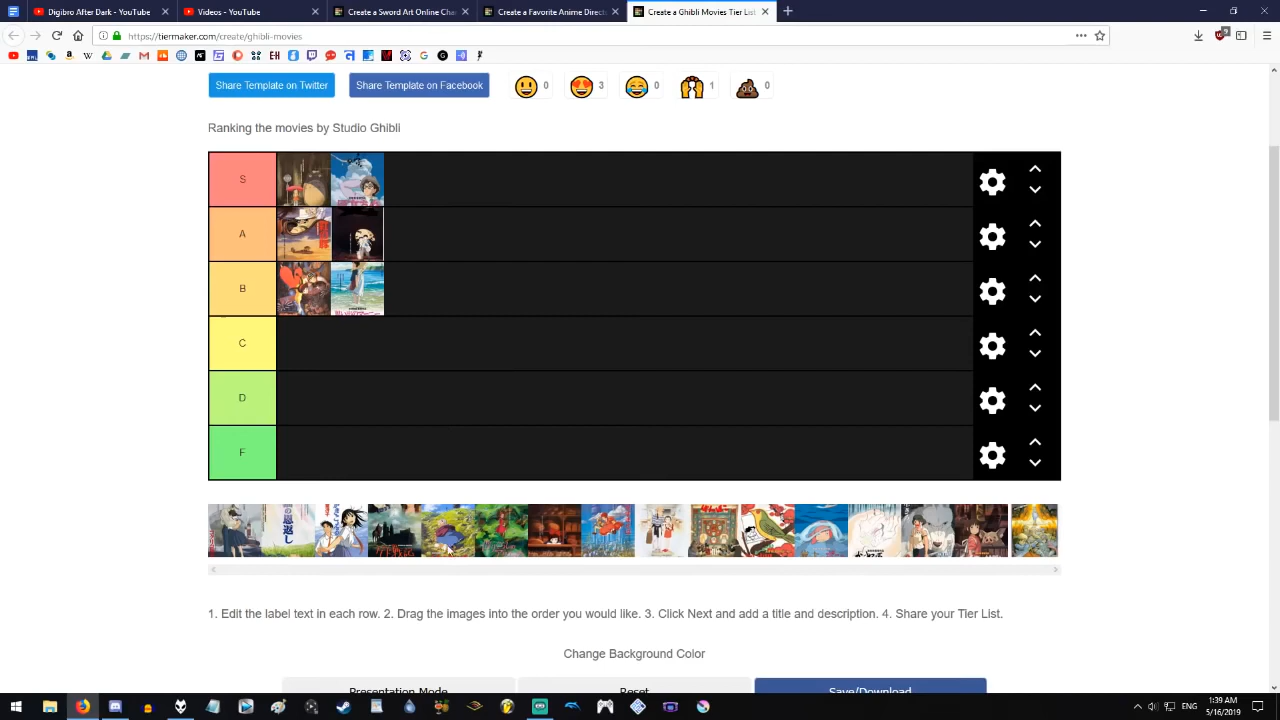 Digibro After Dark - YouTube
Videos - YouTube
Create a Sword Art Online Cha
Create a Favorite Anime Direct
Create a Ghibli Movies Tier List
https://tiermaker.com/create/ghibli-movies
Share Template on Twitter
Share Template on Facebook
0
3
0
1
0
Ranking the movies by Studio Ghibli
S
A
B
C
D
F
1. Edit the label text in each row. 2. Drag the images into the order you would like. 3. Click Next and add a title and description. 4. Share your Tier List.
Change Background Color
Presentation Mode
Reset
Save/Download
1:39 AM
5/16/2019